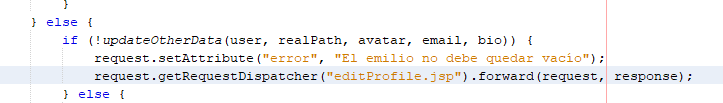 }
} else {
if (!updateOtherData(user, realPath, avatar, email, bio)) {
request.setAttribute("error", "El emilio no debe quedar vacío");
request.getRequestDispatcher("editProfile.jsp").forward(request, response);
} else {